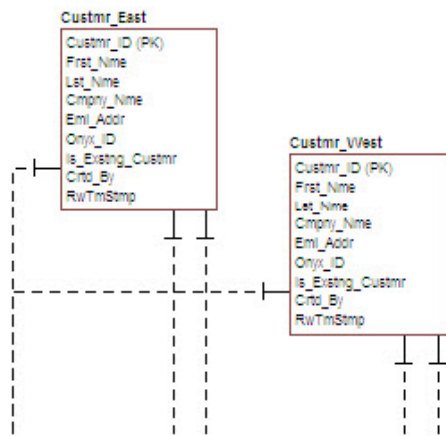 Custmr_East
Custmr_ID (PK)
Frst_Nme
Lst_Nme
Cmpny_Nme
Eml_Addr
Onyx_ID
Is_Exstng_Custmr
Crtd_By
RwTmStmp
Custmr_West
Custmr_ID (PK)
Frst_Nme
Lst_Nme
Cmpny_Nme
Eml_Addr
Onyx_ID
Is_Exstng_Custmr
Crtd_By
RwTmStmp